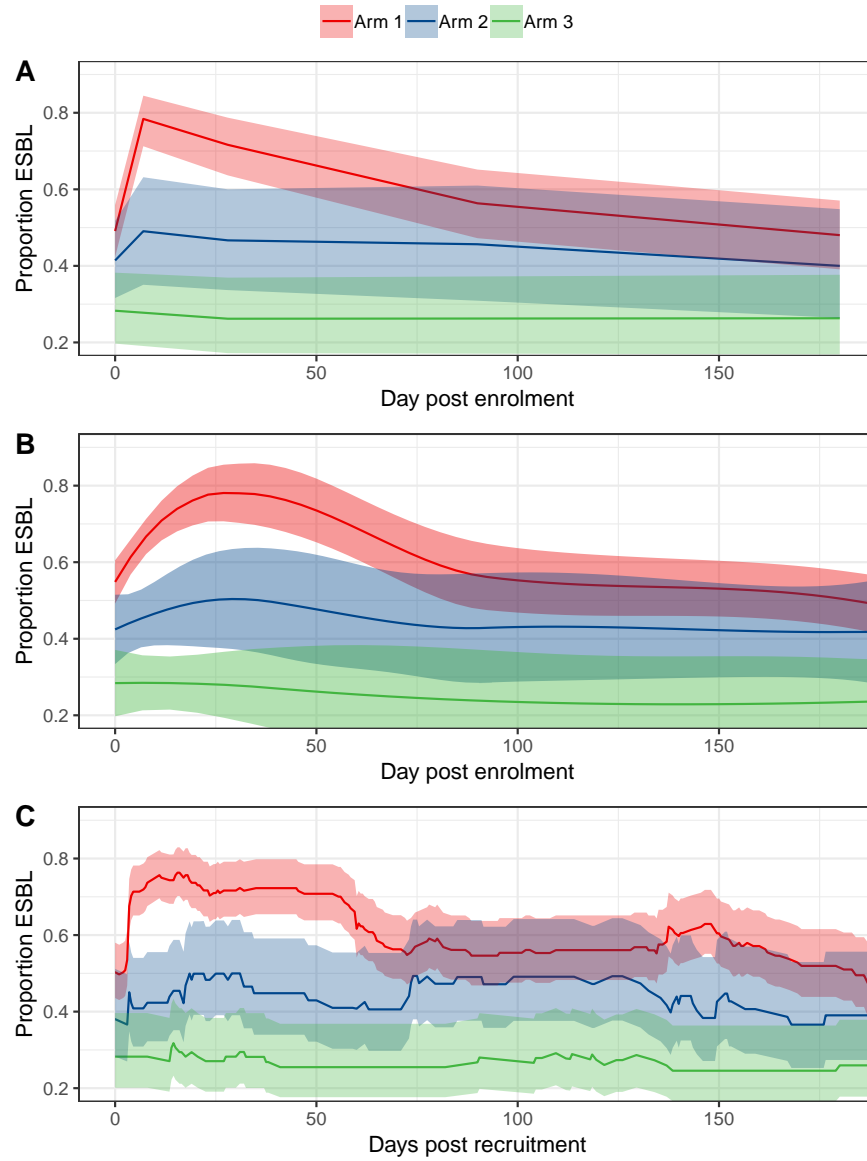 Arm 1 Arm 2 Arm 3
A
0.8
0.6
0.4
0.2
Proportion ESBL
0 50 100 150
Day post enrolment
B
0.8
0.6
0.4
0.2
Proportion ESBL
0 50 100 150
Day post enrolment
C
0.8
0.6
0.4
0.2
Proportion ESBL
0 50 100 150
Days post recruitment